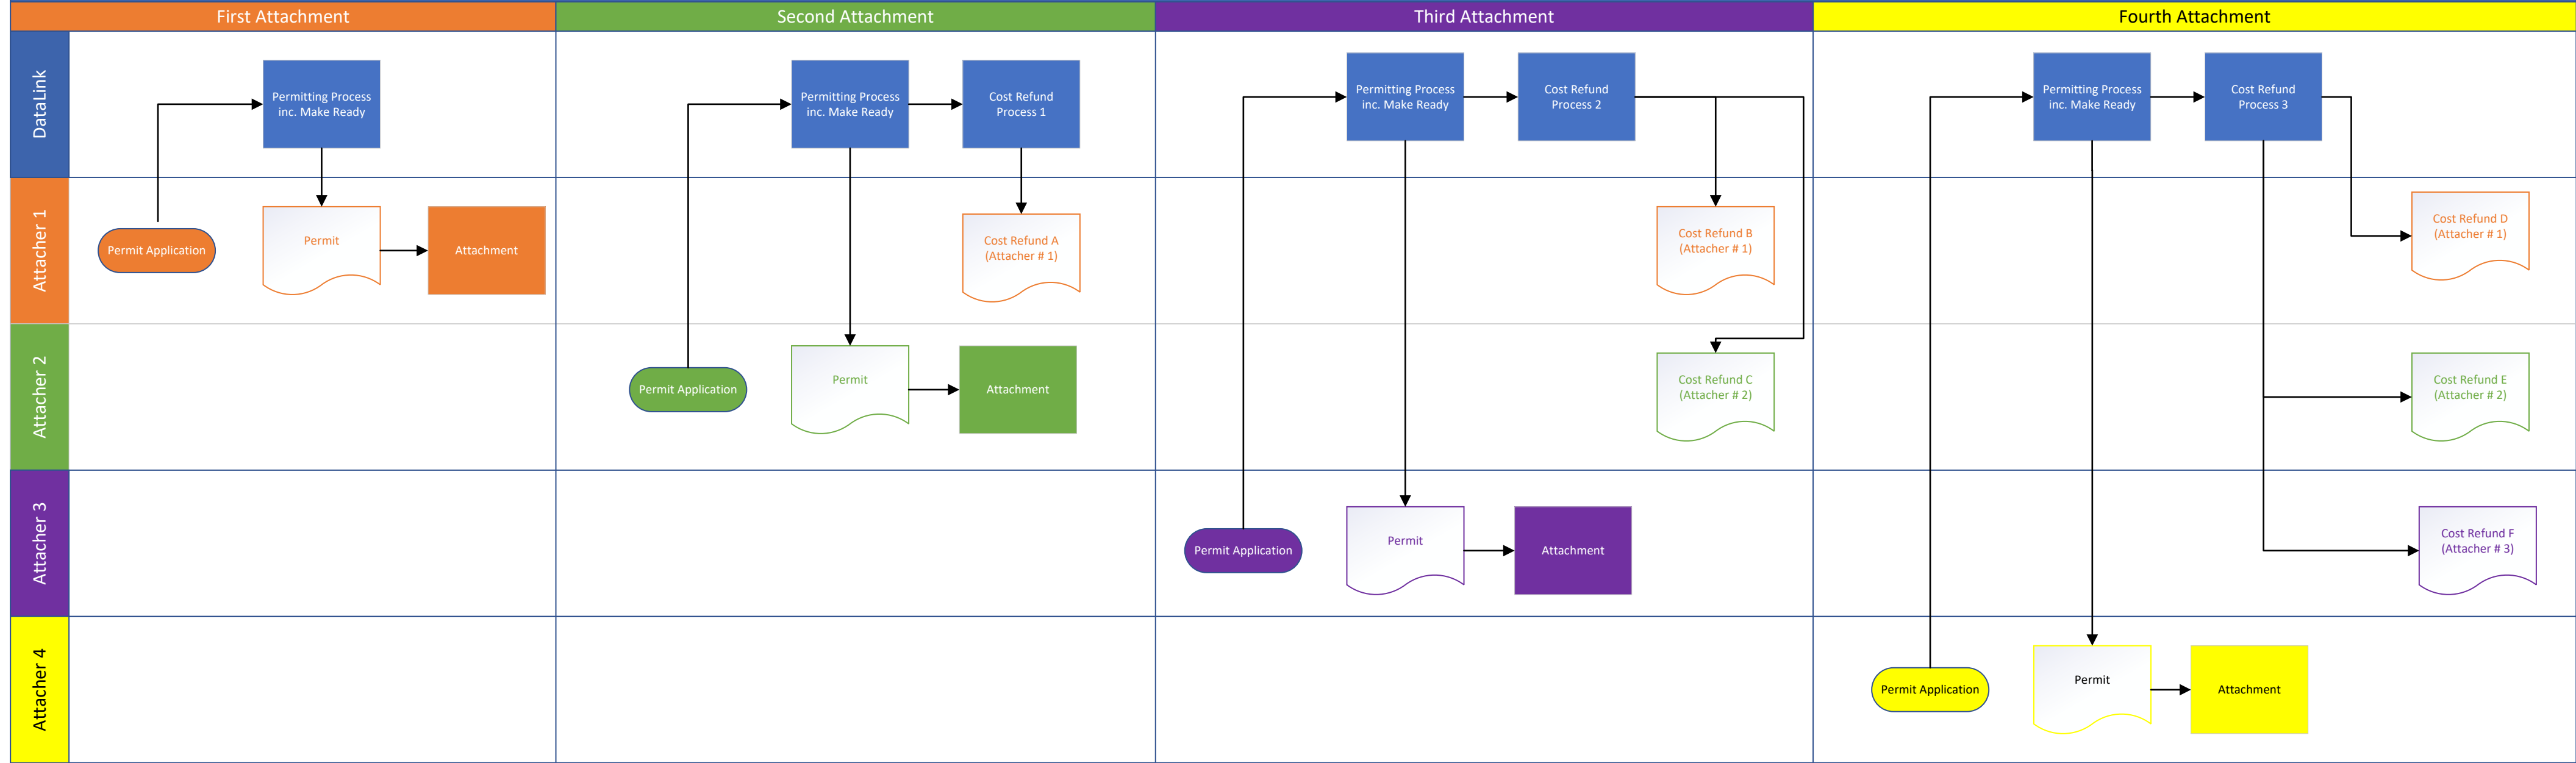 First Attachment
Second Attachment
Third Attachment
Fourth Attachment
DataLink
Permitting Process
inc. Make Ready
Permitting Process
inc. Make Ready
Cost Refund
Process 1
Permitting Process
inc. Make Ready
Cost Refund
Process 2
Permitting Process
inc. Make Ready
Cost Refund
Process 3
Attacher 1
Permit Application
Permit
Attachment
Cost Refund A
(Attacher # 1)
Cost Refund B
(Attacher # 1)
Cost Refund D
(Attacher # 1)
Attacher 2
Permit Application
Permit
Attachment
Cost Refund C
(Attacher # 2)
Cost Refund E
(Attacher # 2)
Attacher 3
Permit Application
Permit
Attachment
Cost Refund F
(Attacher # 3)
Attacher 4
Permit Application
Permit
Attachment